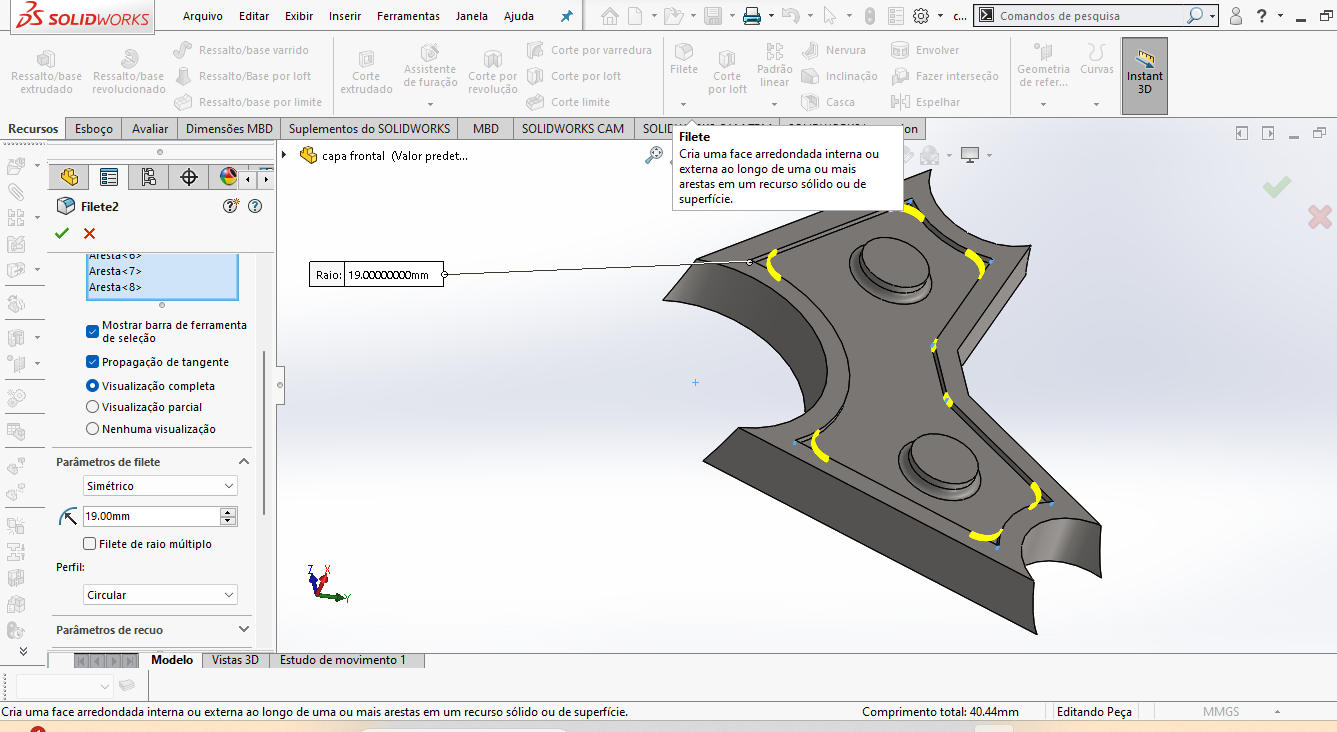 SOLIDWORKS
Arquivo Editar Exibir Inserir Ferramentas Janela Ajuda
c...
Comandos de pesquisa
?
Ressalto/base extrudado
Ressalto/base revolucionado
Ressalto/base varrido
Ressalto/Base por loft
Ressalto/base por limite
Corte extrudado
Assistente de furação
Corte por revolução
Corte por varredura
Corte por loft
Corte limite
Filete
Corte por loft
Padrão linear
Nervura
Inclinação
Casca
Envolver
Fazer interseção
Espelhar
Geometria de refer...
Curvas
Instant 3D
Recursos Esboço Avaliar Dimensões MBD Suplementos do SOLIDWORKS MBD SOLIDWORKS CAM
Filete
Cria uma face arredondada interna ou
externa ao longo de uma ou mais
arestas em um recurso sólido ou de
superfície.
capa frontal (Valor predet...
Filete2
Aresta<6>
Aresta<7>
Aresta<8>
Mostrar barra de ferramenta
de seleção
Propagação de tangente
Visualização completa
Visualização parcial
Nenhuma visualização
Parâmetros de filete
Simétrico
19.00mm
Filete de raio múltiplo
Perfil:
Circular
Parâmetros de recuo
Raio: 19.00000000mm
Z X
Y
Modelo Vistas 3D Estudo de movimento 1
Cria uma face arredondada interna ou externa ao longo de uma ou mais arestas em um recurso sólido ou de superfície.
Comprimento total: 40.44mm Editando Peça MMGS